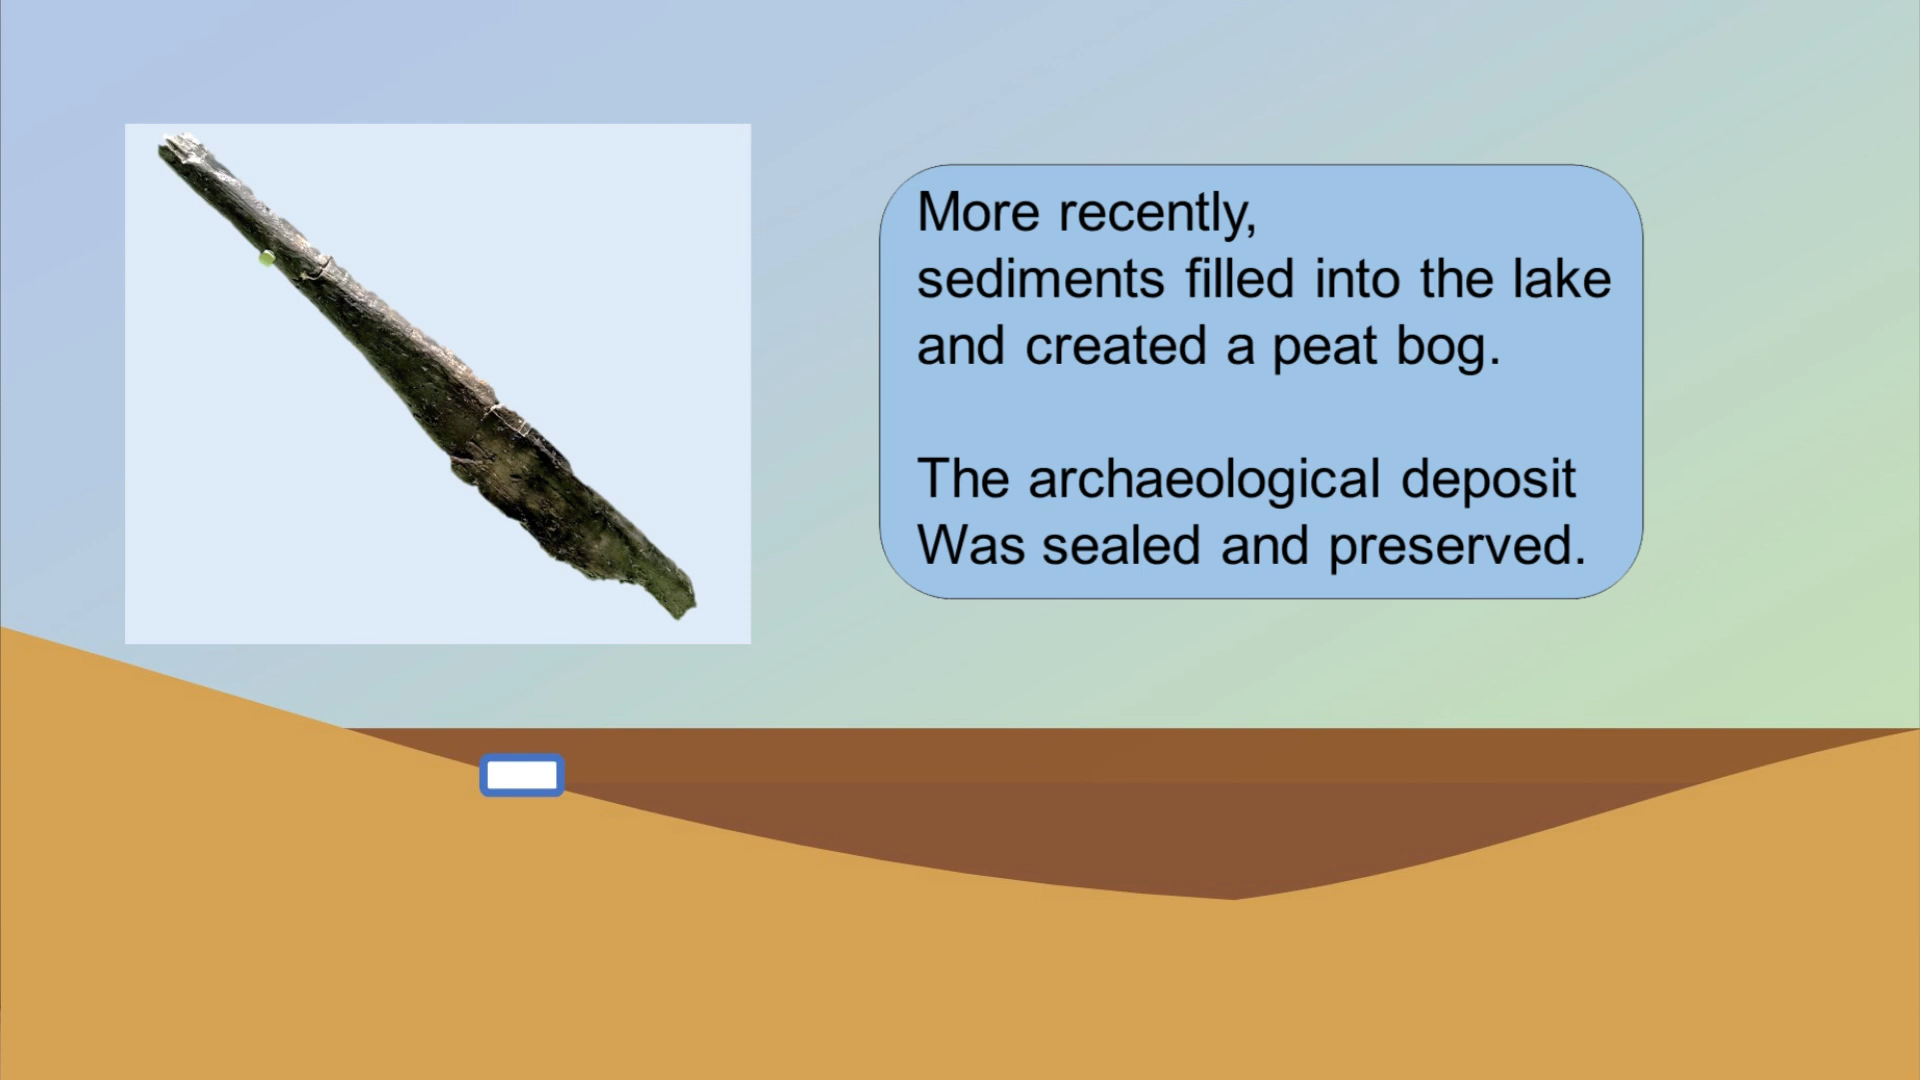 More recently,
sediments filled into the lake
and created a peat bog.
The archaeological deposit
Was sealed and preserved.